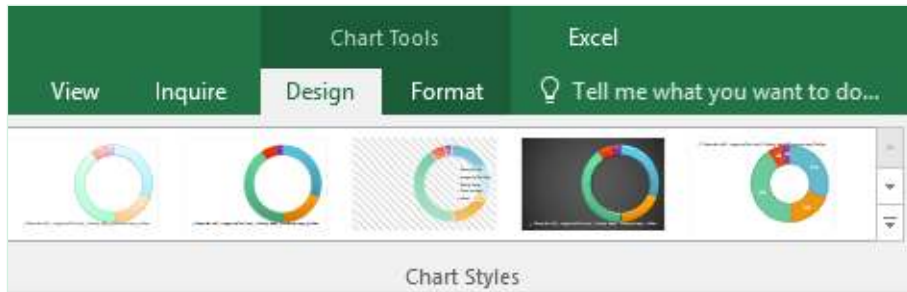 Chart Tools Excel
View Inquire Design Format Tell me what you want to do...
Chart Styles